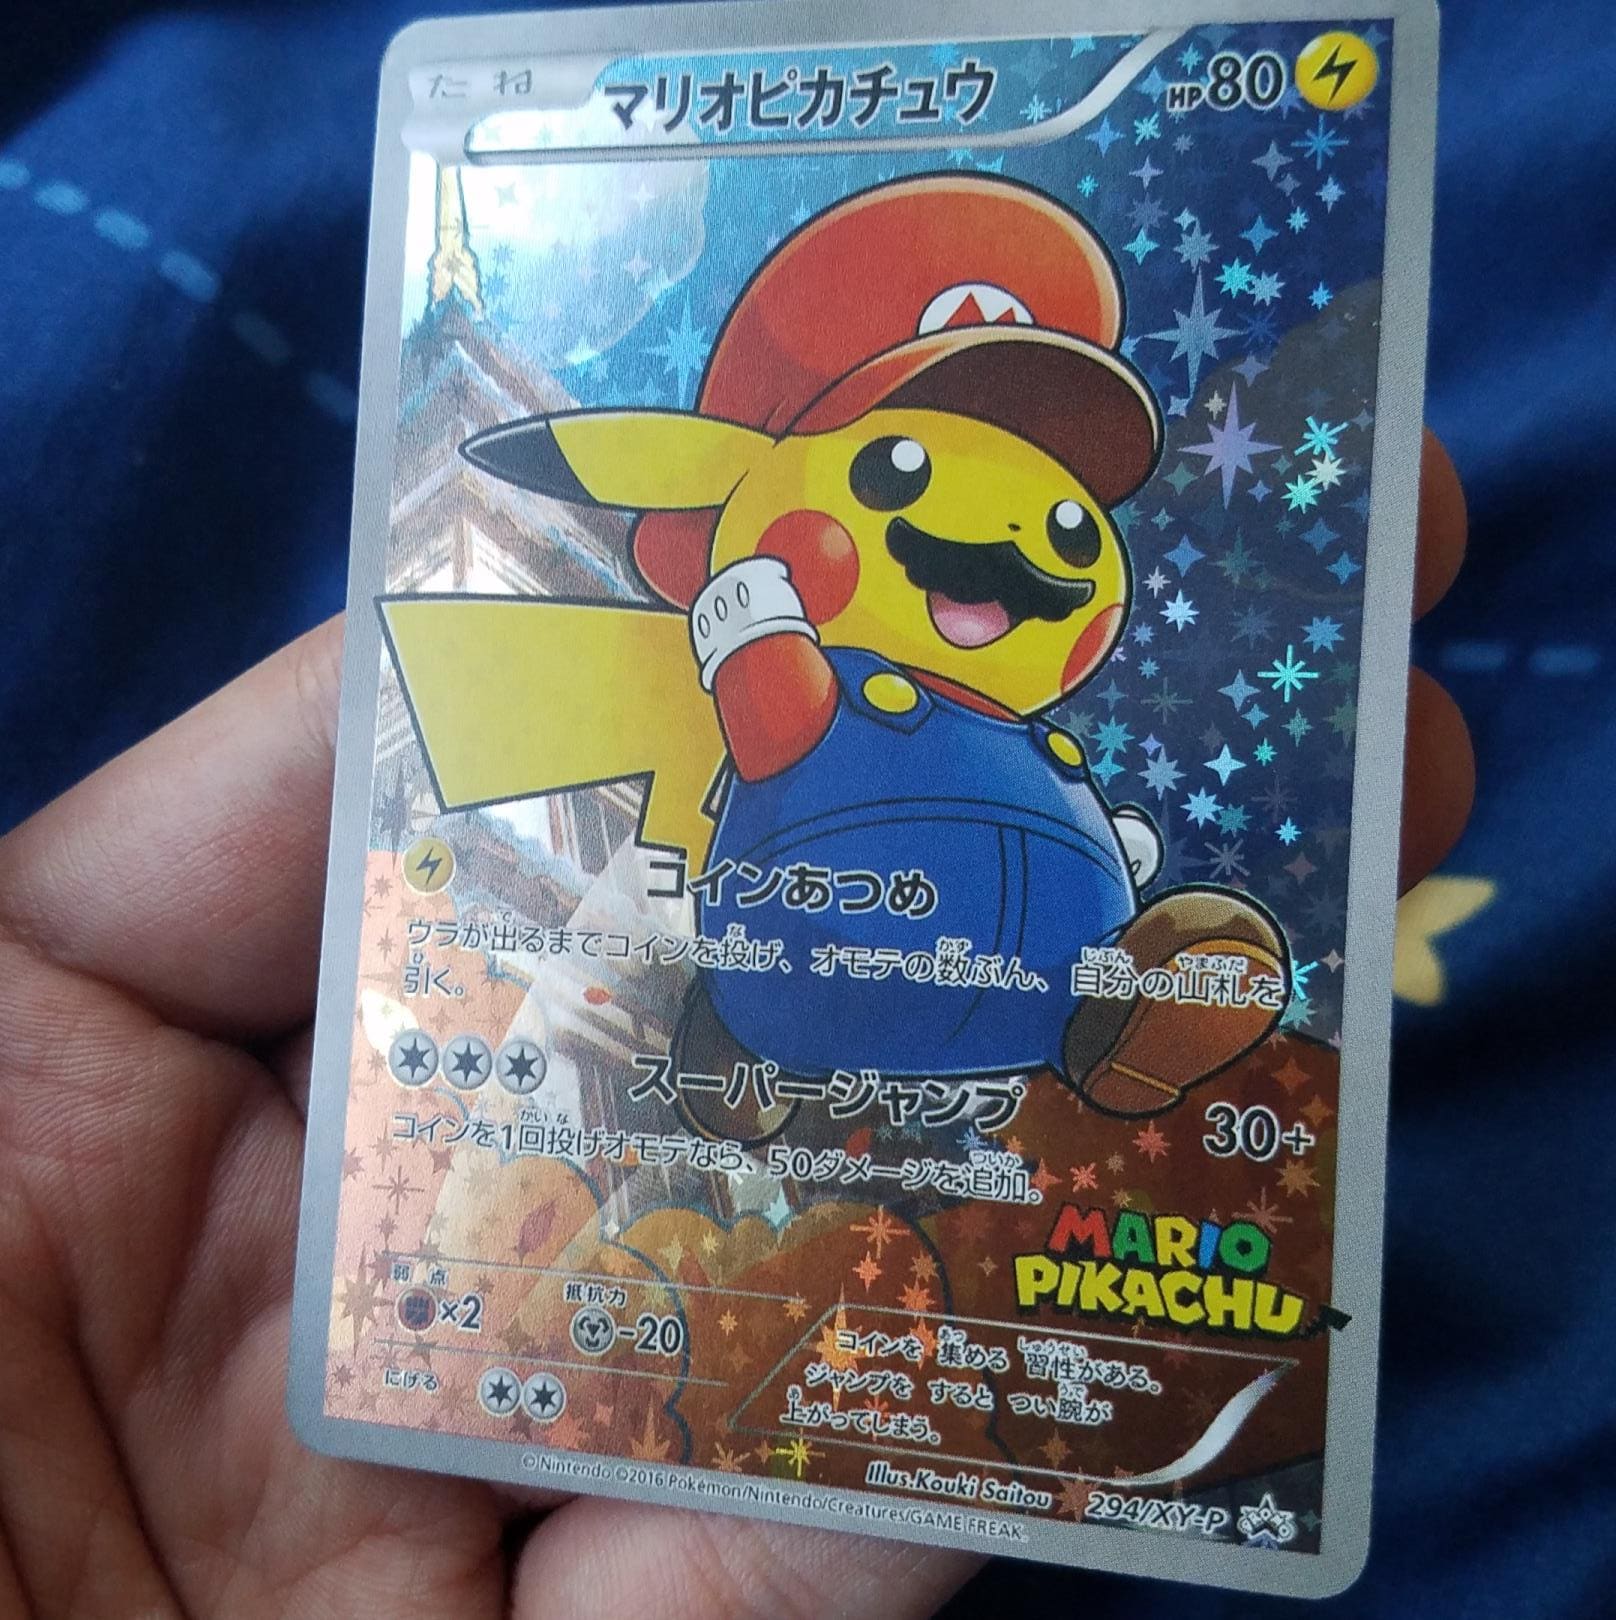 たね
マリオピカチュウ
HP80
M
コインあつめ
ウラが出るまでコインを投げ、オモテの数ぶん、自分の山札を
引く。
スーパージャンプ
30+
コインを1回投げオモテなら、50ダメージを追加。
MARIO
PIKACHU
弱点
×2
抵抗力
-20
にげる
コインを 集める 習性がある。
ジャンプを すると つい腕が
上がってしまう。
Illus.Kouki Saitou
294/XY-P
©Nintendo ©2016 Pokémon/Nintendo/Creatures/GAME FREAK.